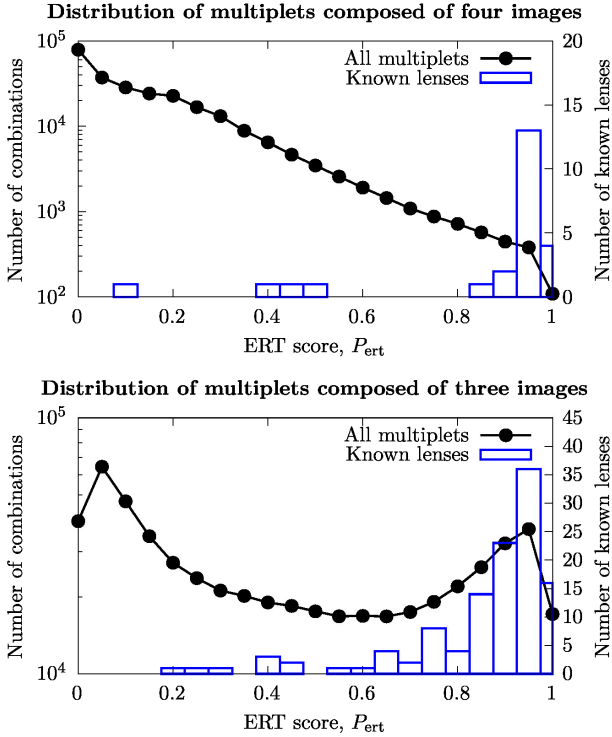 Distribution of multiplets composed of four images
10^5
10^4
10^3
10^2
Number of combinations
All multiplets
Known lenses
20
15
10
5
0
Number of known lenses
0 0.2 0.4 0.6 0.8 1
ERT score, P_ert
Distribution of multiplets composed of three images
10^5
10^4
Number of combinations
All multiplets
Known lenses
45
40
35
30
25
20
15
10
5
0
Number of known lenses
0 0.2 0.4 0.6 0.8 1
ERT score, P_ert